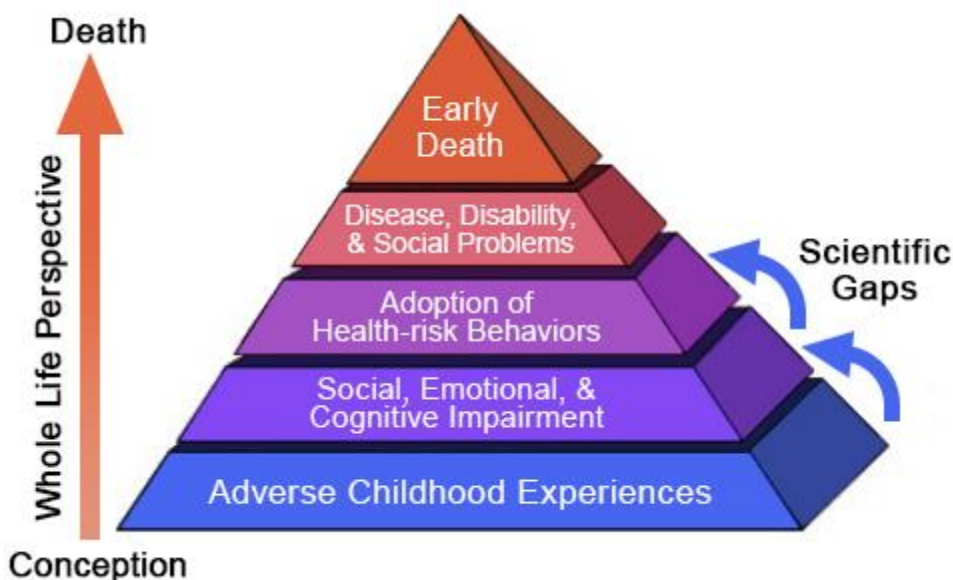 Death
Whole Life Perspective
Conception
Early
Death
Disease, Disability,
& Social Problems
Adoption of
Health-risk Behaviors
Social, Emotional, &
Cognitive Impairment
Adverse Childhood Experiences
Scientific
Gaps